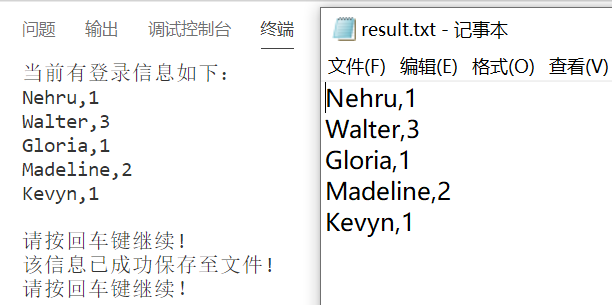 问题 输出 调试控制台 终端
当前有登录信息如下:
Nehru,1
Walter,3
Gloria,1
Madeline,2
Kevyn,1
请按回车键继续!
该信息已成功保存至文件!
请按回车键继续!
result.txt - 记事本
文件(F) 编辑(E) 格式(O) 查看(V)
Nehru,1
Walter,3
Gloria,1
Madeline,2
Kevyn,1